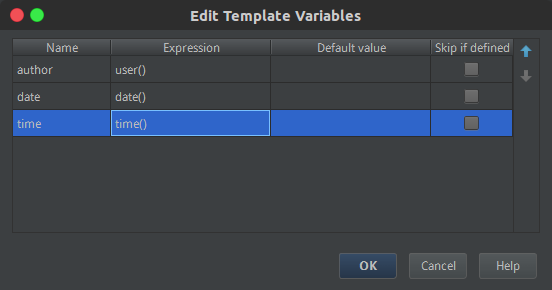 Edit Template Variables
Name Expression Default value Skip if defined
author user()
date date()
time time()
OK Cancel Help